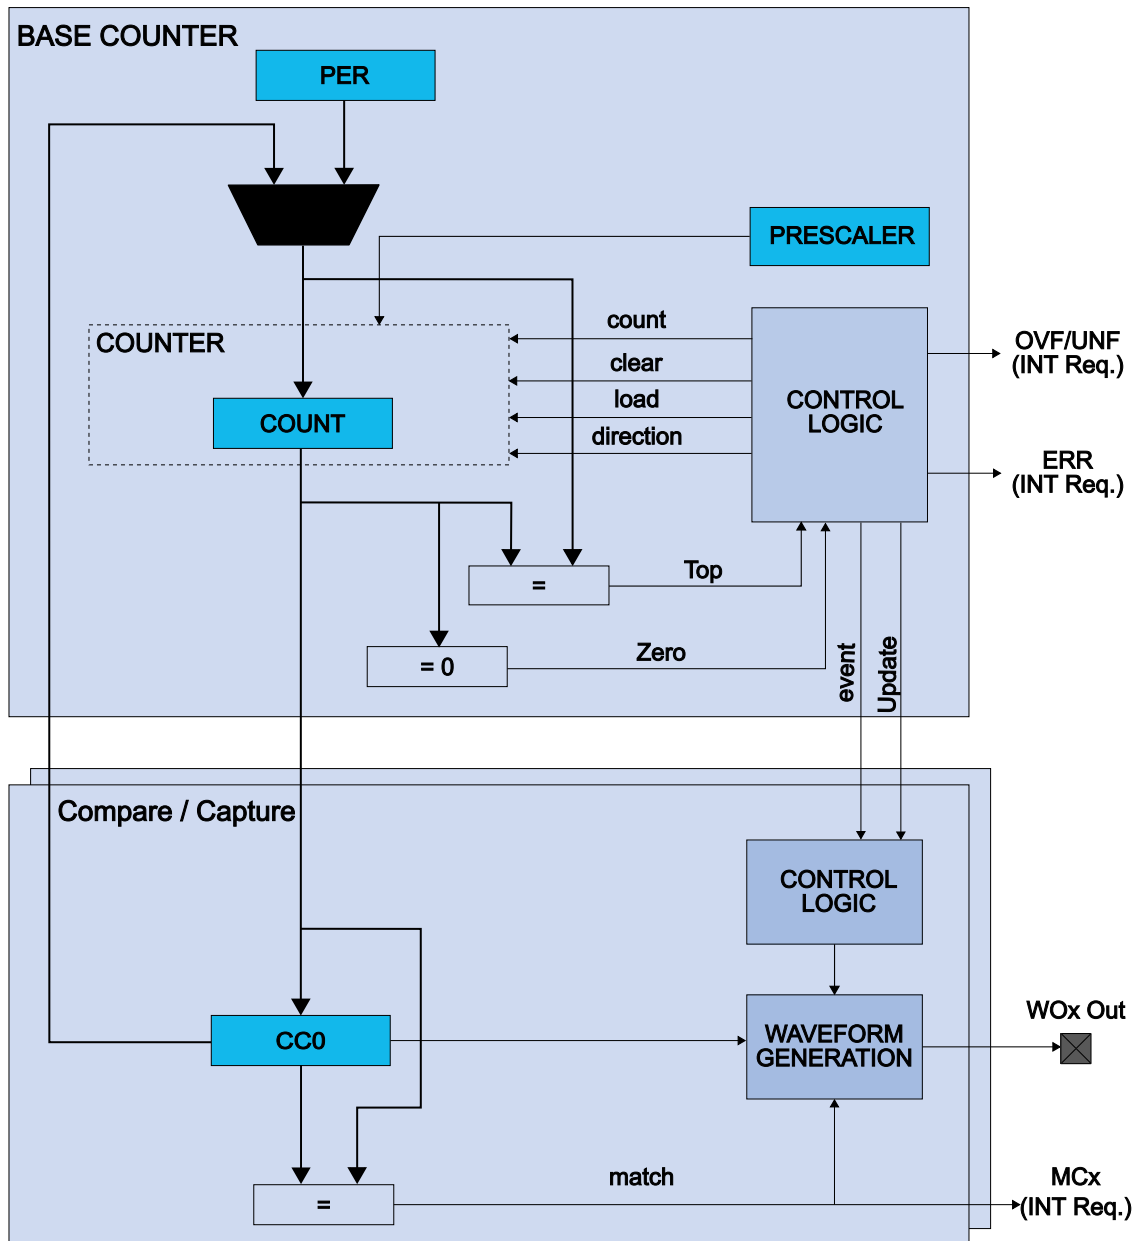 BASE COUNTER
PER
PRESCALER
COUNTER
count
clear
load
direction
COUNT
CONTROL
LOGIC
OVF/UNF
(INT Req.)
ERR
(INT Req.)
=
Top
= 0
Zero
event
Update
Compare / Capture
CONTROL
LOGIC
CC0
WAVEFORM
GENERATION
WOx Out
=
match
MCx
(INT Req.)